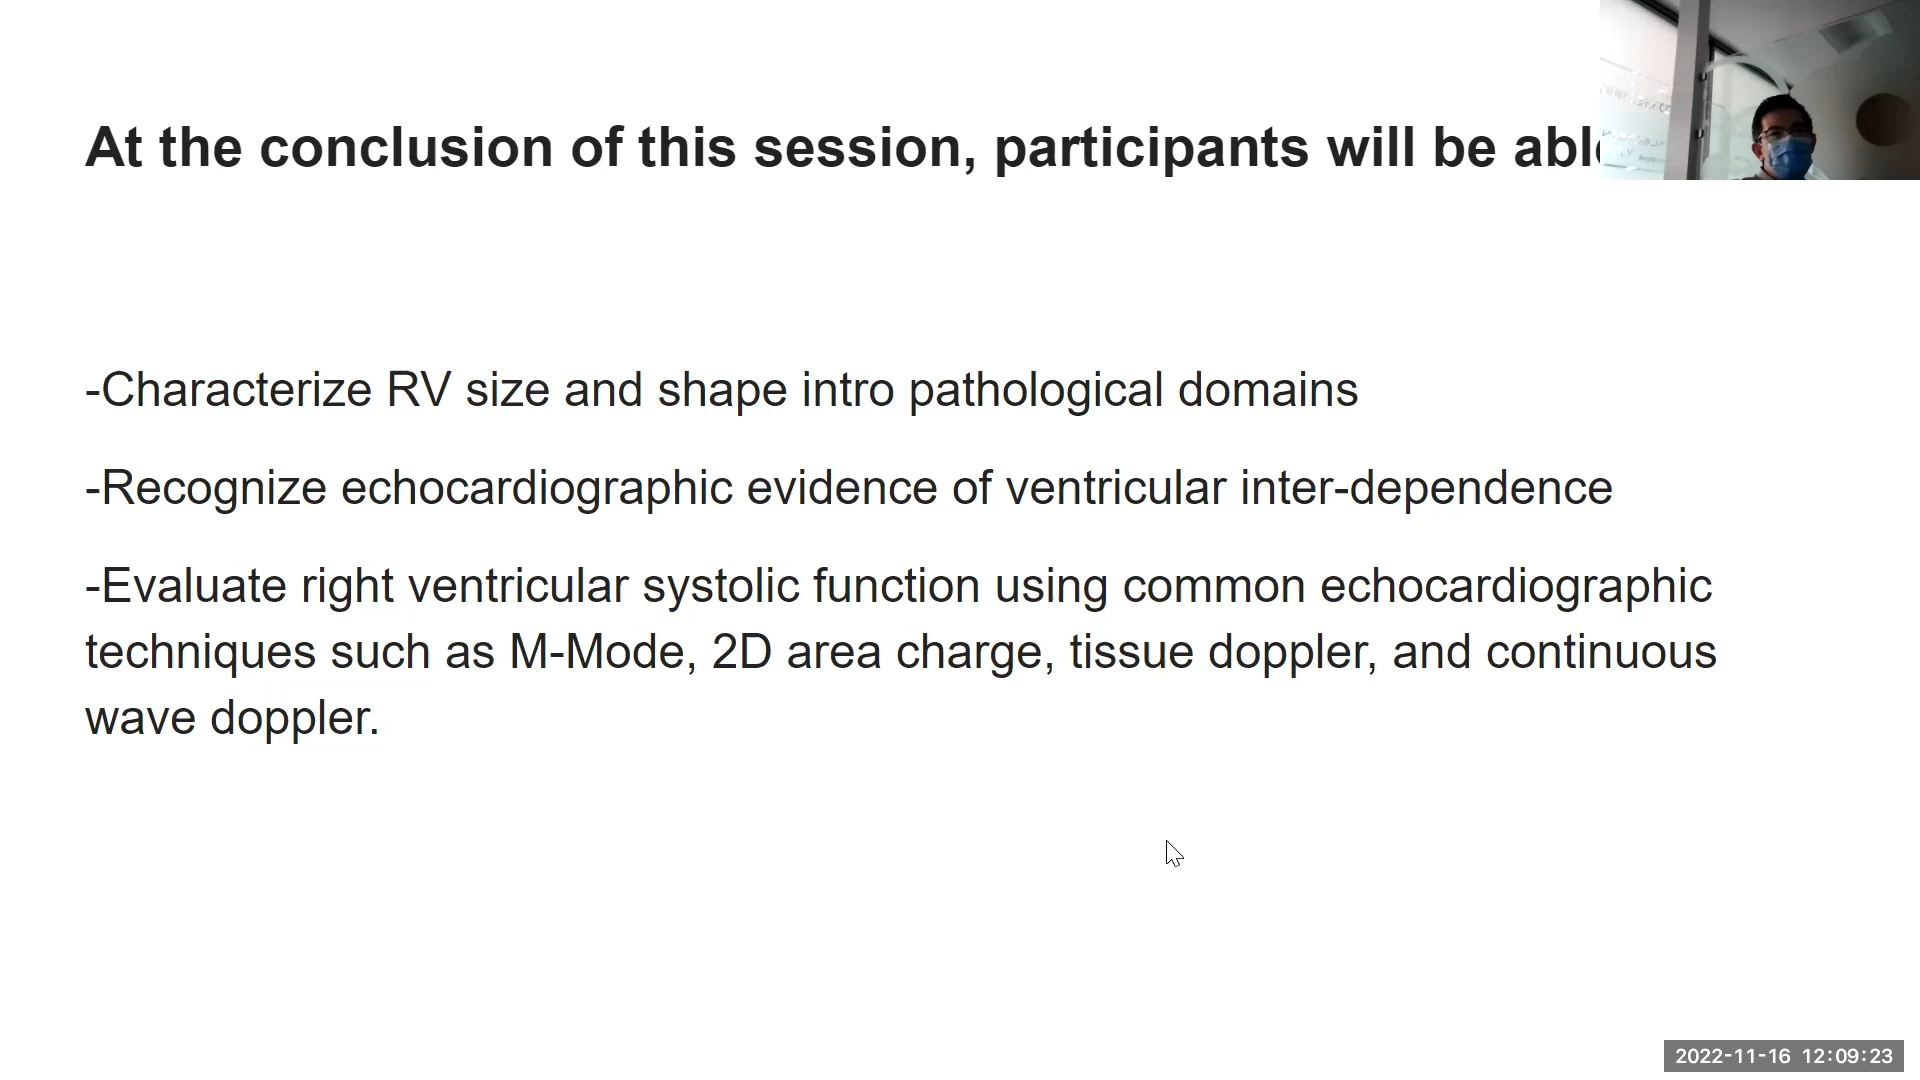 At the conclusion of this session, participants will be abl
-Characterize RV size and shape intro pathological domains
-Recognize echocardiographic evidence of ventricular inter-dependence
-Evaluate right ventricular systolic function using common echocardiographic
techniques such as M-Mode, 2D area charge, tissue doppler, and continuous
wave doppler.
2022-11-16 12:09:23